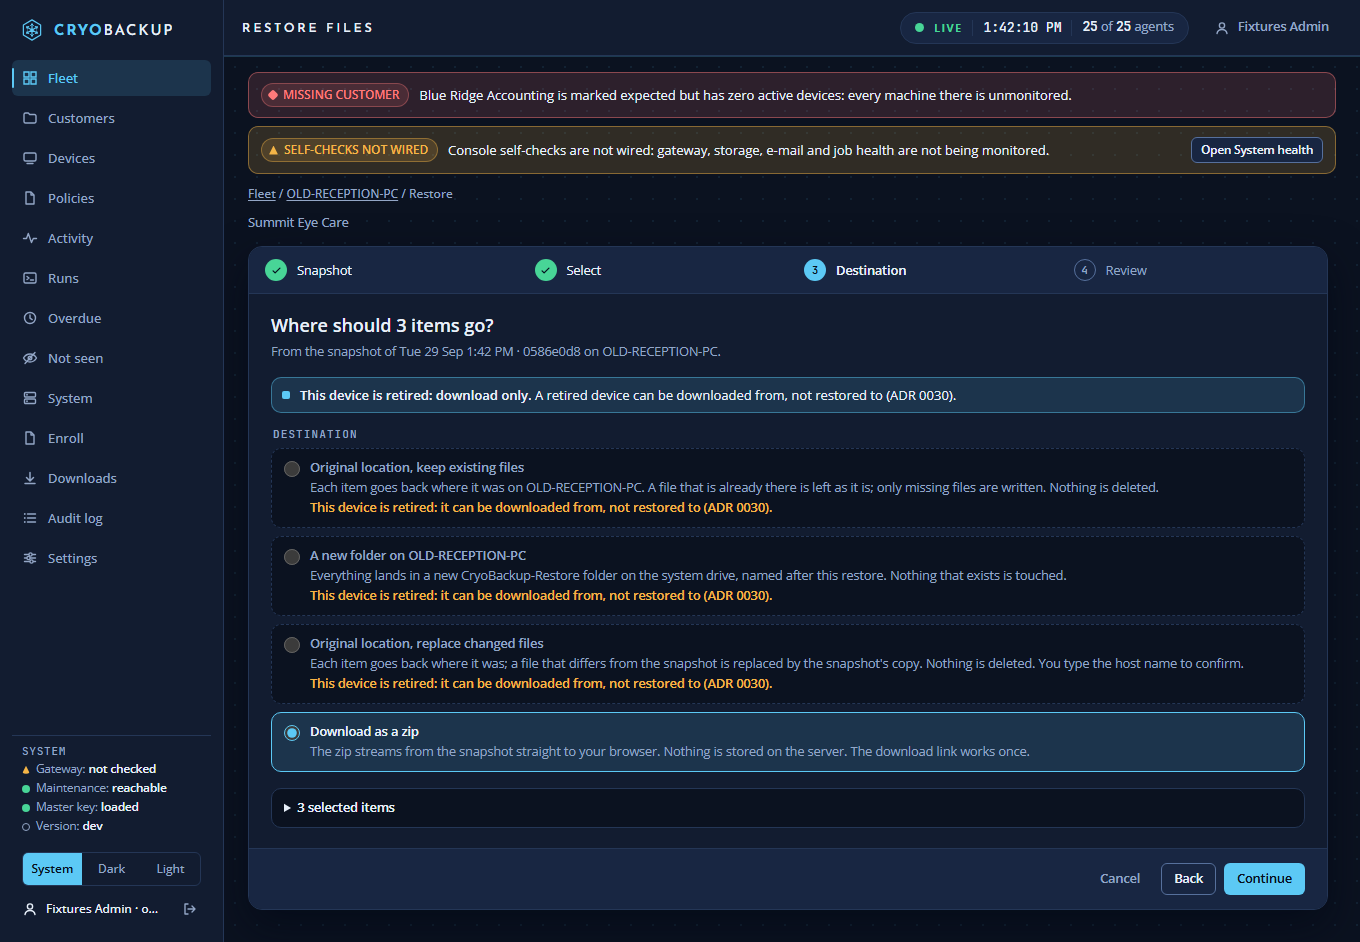 CRYOBACKUP
RESTORE FILES
LIVE 1:42:10 PM 25 of 25 agents
Fixtures Admin
Fleet
Customers
Devices
Policies
Activity
Runs
Overdue
Not seen
System
Enroll
Downloads
Audit log
Settings
SYSTEM
Gateway: not checked
Maintenance: reachable
Master key: loaded
Version: dev
System Dark Light
Fixtures Admin · o...
MISSING CUSTOMER Blue Ridge Accounting is marked expected but has zero active devices: every machine there is unmonitored.
SELF-CHECKS NOT WIRED Console self-checks are not wired: gateway, storage, e-mail and job health are not being monitored. Open System health
Fleet / OLD-RECEPTION-PC / Restore
Summit Eye Care
Snapshot Select 3 Destination 4 Review
Where should 3 items go?
From the snapshot of Tue 29 Sep 1:42 PM · 0586e0d8 on OLD-RECEPTION-PC.
This device is retired: download only. A retired device can be downloaded from, not restored to (ADR 0030).
DESTINATION
Original location, keep existing files
Each item goes back where it was on OLD-RECEPTION-PC. A file that is already there is left as it is; only missing files are written. Nothing is deleted.
This device is retired: it can be downloaded from, not restored to (ADR 0030).
A new folder on OLD-RECEPTION-PC
Everything lands in a new CryoBackup-Restore folder on the system drive, named after this restore. Nothing that exists is touched.
This device is retired: it can be downloaded from, not restored to (ADR 0030).
Original location, replace changed files
Each item goes back where it was; a file that differs from the snapshot is replaced by the snapshot's copy. Nothing is deleted. You type the host name to confirm.
This device is retired: it can be downloaded from, not restored to (ADR 0030).
Download as a zip
The zip streams from the snapshot straight to your browser. Nothing is stored on the server. The download link works once.
3 selected items
Cancel Back Continue